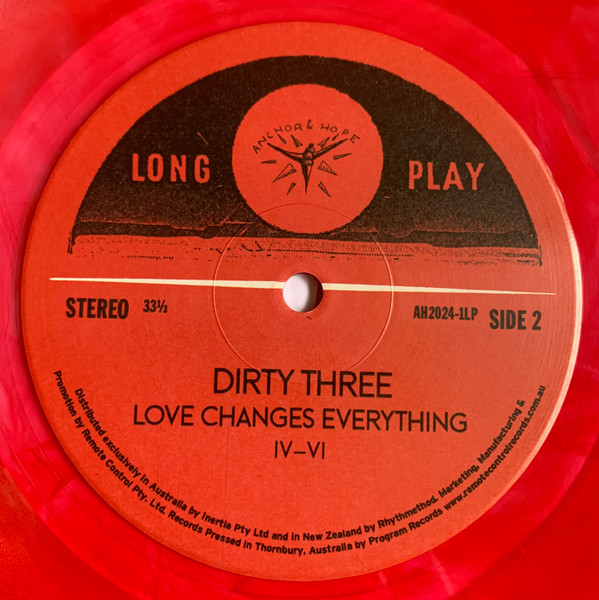 ANCHOR & HOPE
LONG PLAY
STEREO 33⅓ AH2024-1LP SIDE 2
DIRTY THREE
LOVE CHANGES EVERYTHING
IV–VI
Distributed exclusively in Australia by Inertia Pty Ltd and in New Zealand by Rhythmethod. Marketing, Manufacturing &
Promotion by Remote Control Pty. Ltd. Records Pressed in Thornbury, Australia by Program Records www.remotecontrolrecords.com.au